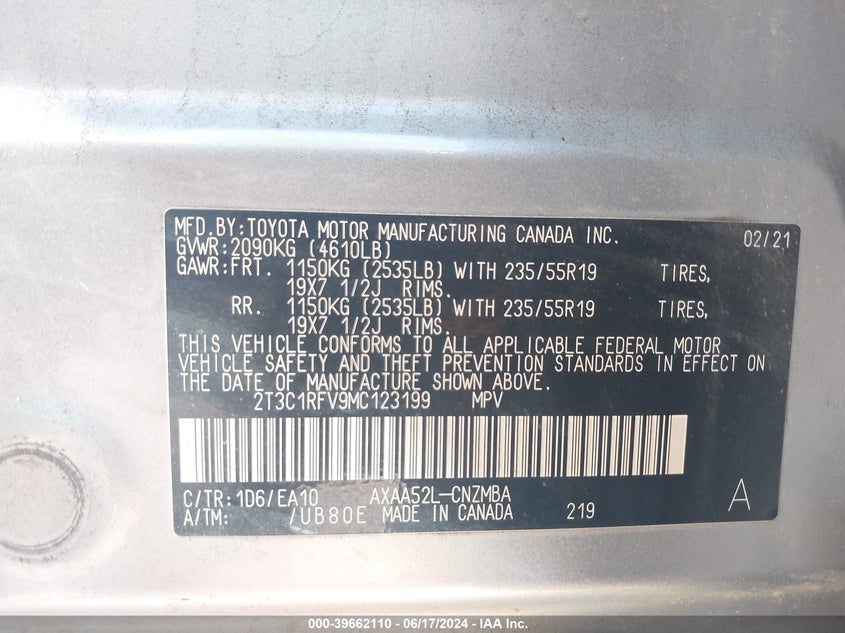 MFD.BY:TOYOTA MOTOR MANUFACTURING CANADA INC. 02/21
GVWR:2090KG (4610LB)
GAWR:FRT. 1150KG (2535LB) WITH 235/55R19 TIRES,
19X7 1/2J RIMS.
RR. 1150KG (2535LB) WITH 235/55R19 TIRES,
19X7 1/2J RIMS.
THIS VEHICLE CONFORMS TO ALL APPLICABLE FEDERAL MOTOR
VEHICLE SAFETY AND THEFT PREVENTION STANDARDS IN EFFECT ON
THE DATE OF MANUFACTURE SHOWN ABOVE.
2T3C1RFV9MC123199 MPV
C/TR:1D6/EA10 AXAA52L-CNZMBA A
A/TM: /UB80E MADE IN CANADA 219
000-39662110 - 06/17/2024 - IAA Inc.